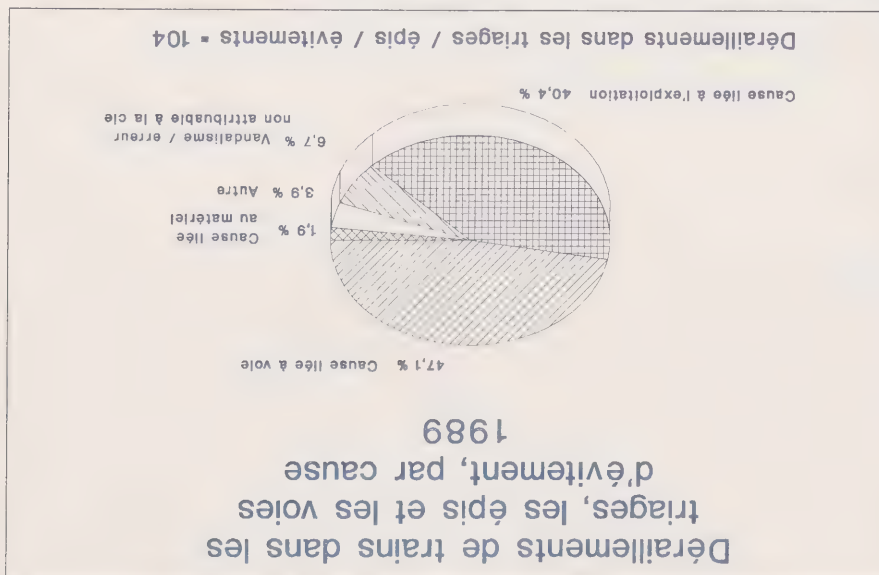 Déraillements de trains dans les
triages, les épis et les voies
d'évitement, par cause
1989
47,1 % Cause liée à voie
1,9 % Cause liée
au matériel
3,9 % Autre
6,7 % Vandalisme / erreur
non attribuable à la cie
Cause liée à l'exploitation 40,4 %
Déraillements dans les triages / épis / évitements = 104